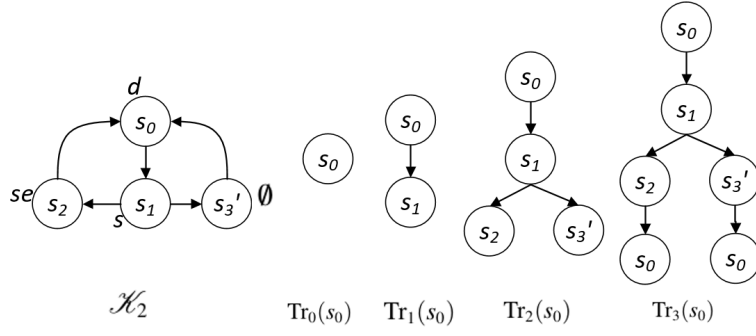 d
s₀
se
s₂
s
s₁
s₃'
∅
𝒦₂
s₀
Tr₀(s₀)
s₀
s₁
Tr₁(s₀)
s₀
s₁
s₂ s₃'
Tr₂(s₀)
s₀
s₁
s₂ s₃'
s₀ s₀
Tr₃(s₀)